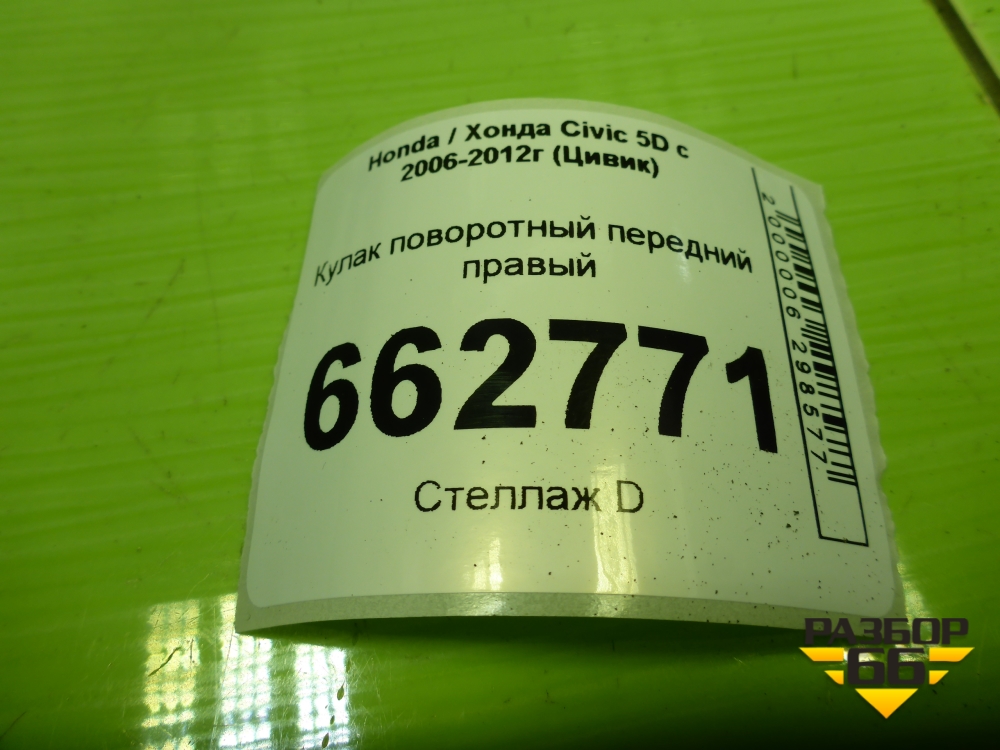 Honda / Хонда Civic 5D с
2006-2012г (Цивик)
Кулак поворотный передний
правый
662771
Стеллаж D
2000006298577
РАЗБОР
66